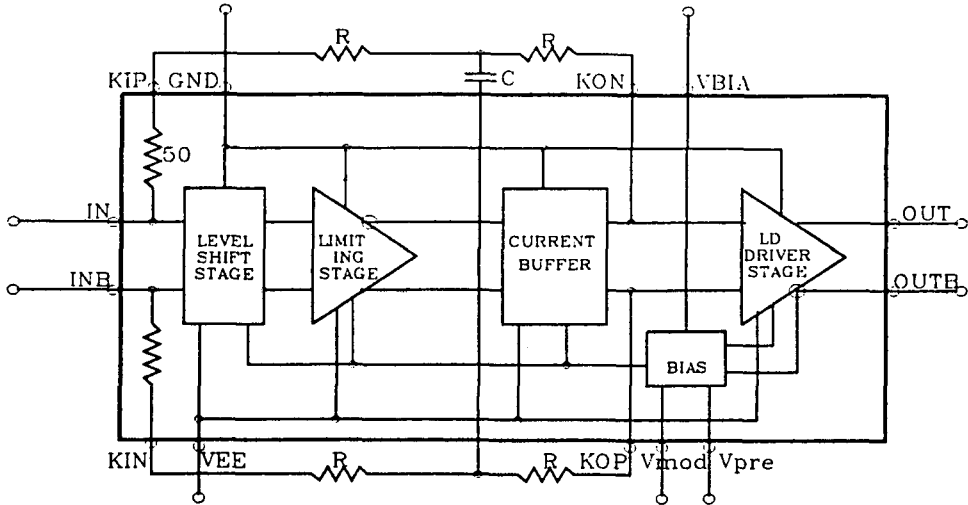 R
R
C
KIP
GND
KON
VBIA
50
IN
LEVEL
SHIFT
STAGE
LIMIT
ING
STAGE
CURRENT
BUFFER
LD
DRIVER
STAGE
OUT
INB
OUTB
BIAS
KIN
VEE
R
R
KOP
Vmod
Vpre